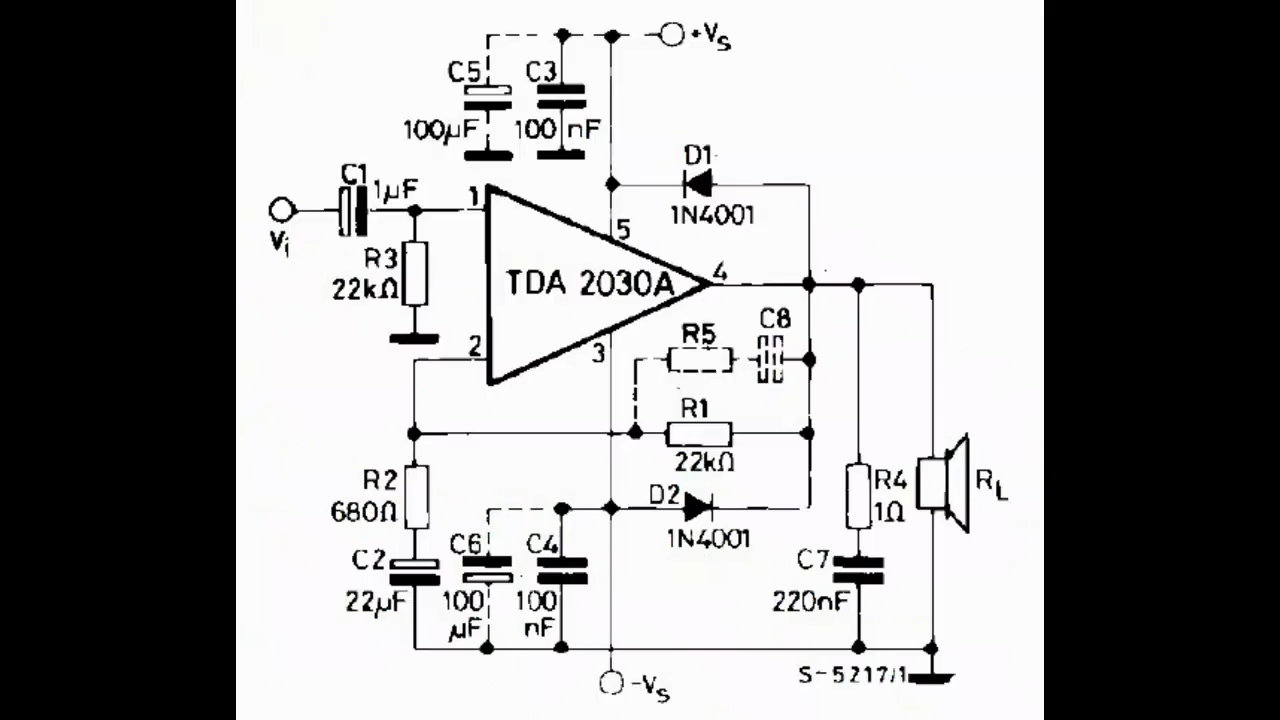 +Vs
C5
C3
100µF
100 nF
D1
1N4001
C1
1µF
Vi
1
5
R3
22kΩ
TDA 2030A
4
2
3
R5
C8
R1
22kΩ
R2
680Ω
D2
1N4001
R4
1Ω
RL
C2
22µF
C6
100
µF
C4
100
nF
C7
220nF
-Vs
S-5217/1